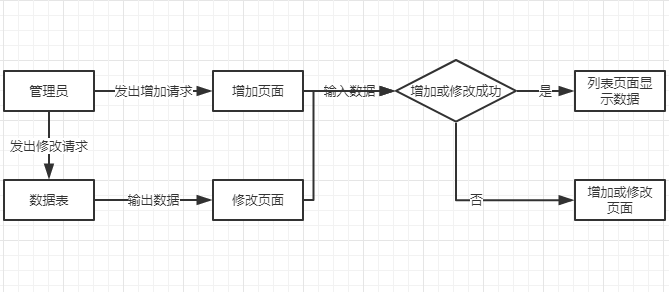 管理员
发出增加请求
增加页面
输入数据
增加或修改成功
是
列表页面显
示数据
发出修改请求
数据表
输出数据
修改页面
否
增加或修改
页面